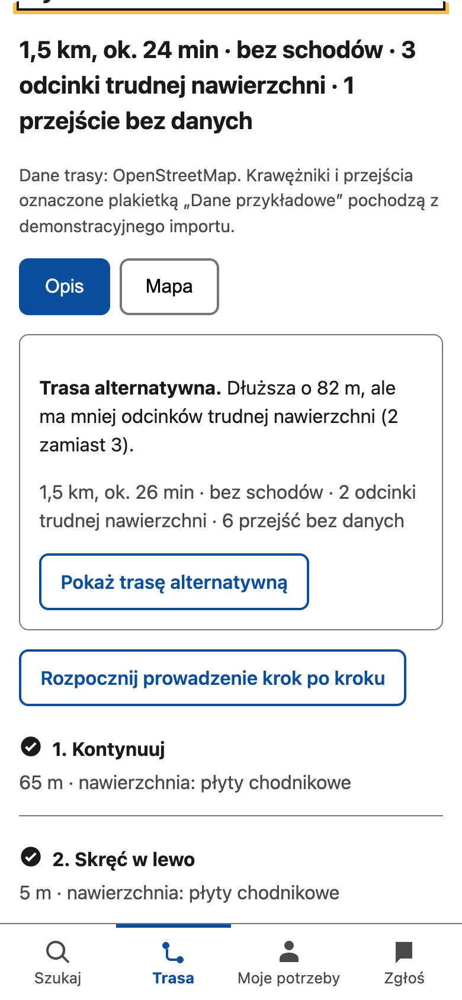 1,5 km, ok. 24 min · bez schodów · 3
odcinki trudnej nawierzchni · 1
przejście bez danych
Dane trasy: OpenStreetMap. Krawężniki i przejścia
oznaczone plakietką „Dane przykładowe” pochodzą z
demonstracyjnego importu.
Opis
Mapa
Trasa alternatywna. Dłuższa o 82 m, ale
ma mniej odcinków trudnej nawierzchni (2
zamiast 3).
1,5 km, ok. 26 min · bez schodów · 2 odcinki
trudnej nawierzchni · 6 przejść bez danych
Pokaż trasę alternatywną
Rozpocznij prowadzenie krok po kroku
1. Kontynuuj
65 m · nawierzchnia: płyty chodnikowe
2. Skręć w lewo
5 m · nawierzchnia: płyty chodnikowe
Szukaj
Trasa
Moje potrzeby
Zgłoś